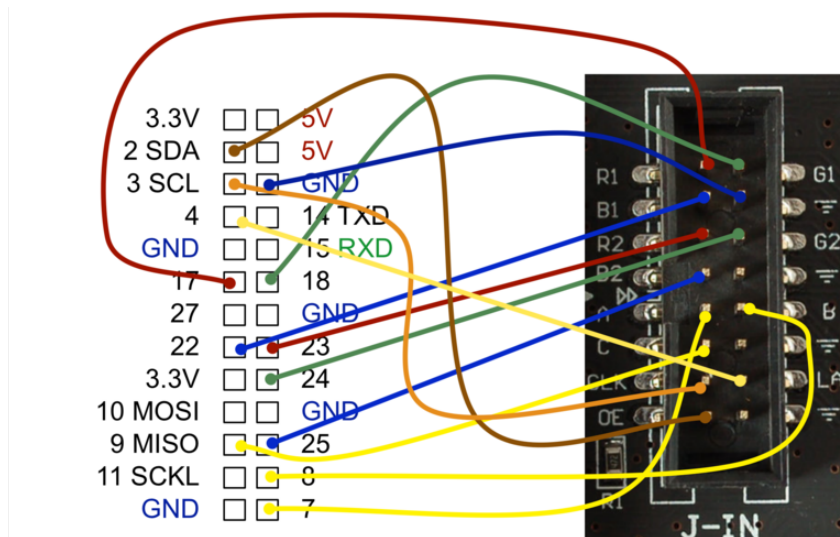 3.3V 5V
2 SDA 5V
3 SCL GND
4 14 TXD
GND 15 RXD
17 18
27 GND
22 23
3.3V 24
10 MOSI GND
9 MISO 25
11 SCKL 8
GND 7
R1 G1
B1
R2 G2
B2
A B
C
CLK LA
OE
R1
J-IN